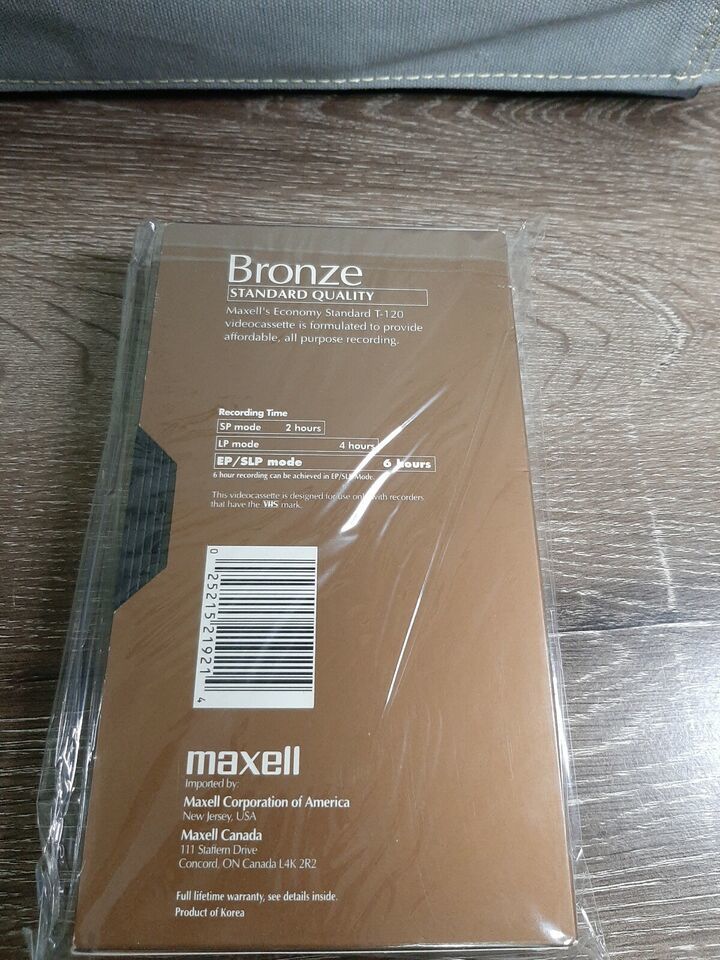 Bronze
STANDARD QUALITY
Maxell's Economy Standard T-120
videocassette is formulated to provide
affordable, all purpose recording.
Recording Time
SP mode 2 hours
LP mode 4 hours
EP/SLP mode 6 hours
6 hour recording can be achieved in EP/SLP Mode.
This videocassette is designed for use only with recorders
that have the VHS mark.
0 25215 21921 4
maxell
Imported by:
Maxell Corporation of America
New Jersey, USA
Maxell Canada
111 Staffern Drive
Concord, ON Canada L4K 2R2
Full lifetime warranty, see details inside.
Product of Korea